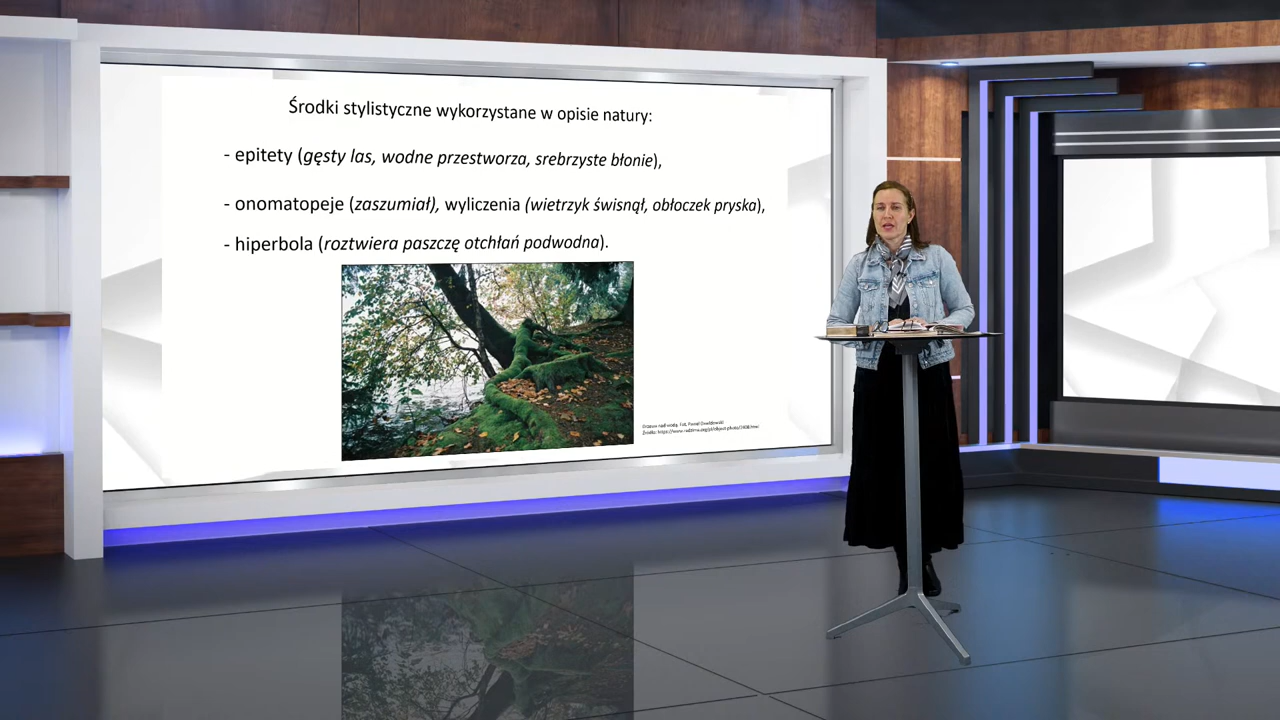 Środki stylistyczne wykorzystane w opisie natury:
- epitety (gęsty las, wodne przestworza, srebrzyste błonie),
- onomatopeje (zaszumiał), wyliczenia (wietrzyk świsnął, obłoczek pryska),
- hiperbola (roztwiera paszczę otchłań podwodna).